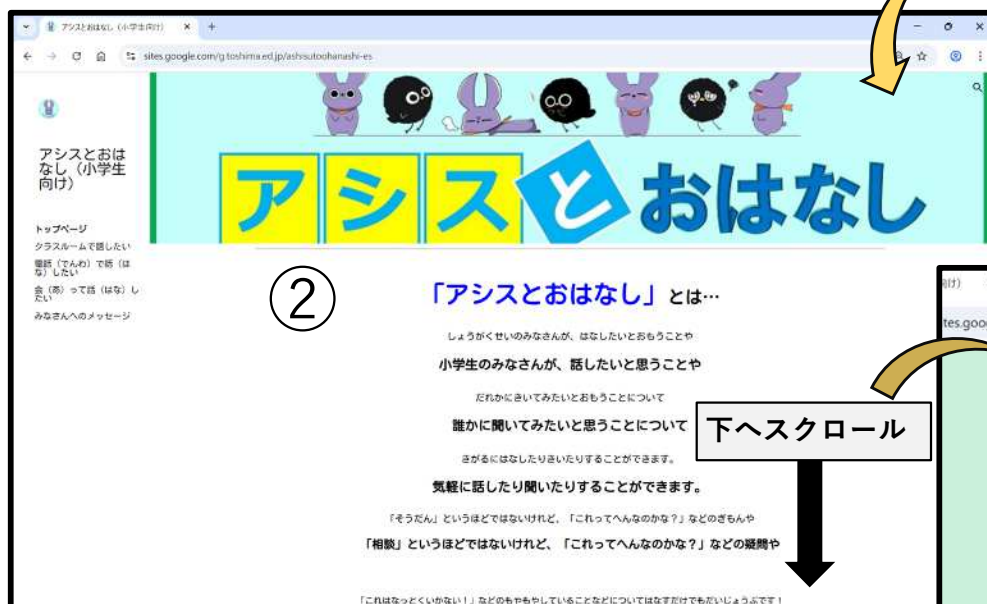 アシスとおはなし（小学生向け）
sites.google.com/g.toshima.ed.jp/ashisutoohanashi-es
アシスとおは
なし（小学生
向け）
トップページ
クラスルームで話したい
電話（でんわ）で話（は
な）したい
会（あ）って話（はな）し
たい
みなさんへのメッセージ
アシスとおはなし
②
「アシスとおはなし」とは…
しょうがくせいのみなさんが、はなしたいとおもうことや
小学生のみなさんが、話したいと思うことや
だれかにきいてみたいとおもうことについて
誰かに聞いてみたいと思うことについて
きがるにはなしたりきいたりすることができます。
気軽に話したり聞いたりすることができます。
「そうだん」というほどではないけれど、「これってへんなのかな？」などのぎもんや
「相談」というほどではないけれど、「これってへんなのかな？」などの疑問や
「これはなっとくいかない！」などのもやもやしていることなどについてはなすだけでもだいじょうぶです！
下へスクロール
向け）
tes.goo